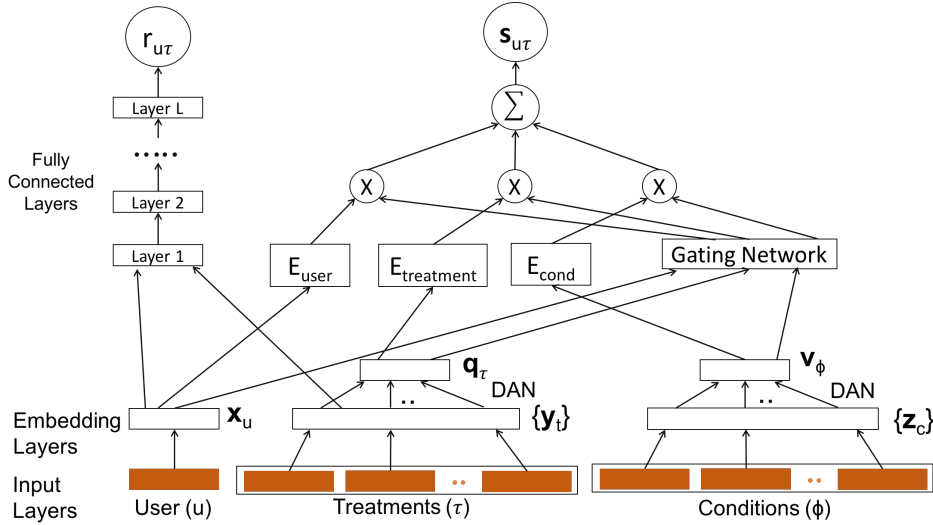 r_uτ
s_uτ
Layer L
Σ
.....
Fully
Connected
Layers
X X X
Layer 2
Layer 1
E_user
E_treatment
E_cond
Gating Network
q_τ
v_ϕ
..
DAN
..
DAN
Embedding
Layers
x_u
{y_t}
{z_c}
Input
Layers
..
..
User (u)
Treatments (τ)
Conditions (ϕ)